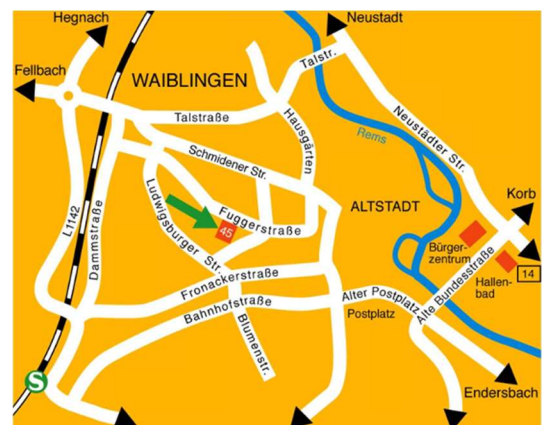 Hegnach
Neustadt
Fellbach
WAIBLINGEN
Talstr.
Talstraße
Hausgärten
Rems
Neustädter Str.
Schmidener Str.
L1142
Dammstraße
Ludwigsburger Str.
Fuggerstraße
45
ALTSTADT
Korb
Bürger-
zentrum
Alte Bundesstraße
Hallen-
bad
14
Fronackerstraße
Bahnhofstraße
Alter Postplatz
Postplatz
Blumenstr.
S
Endersbach